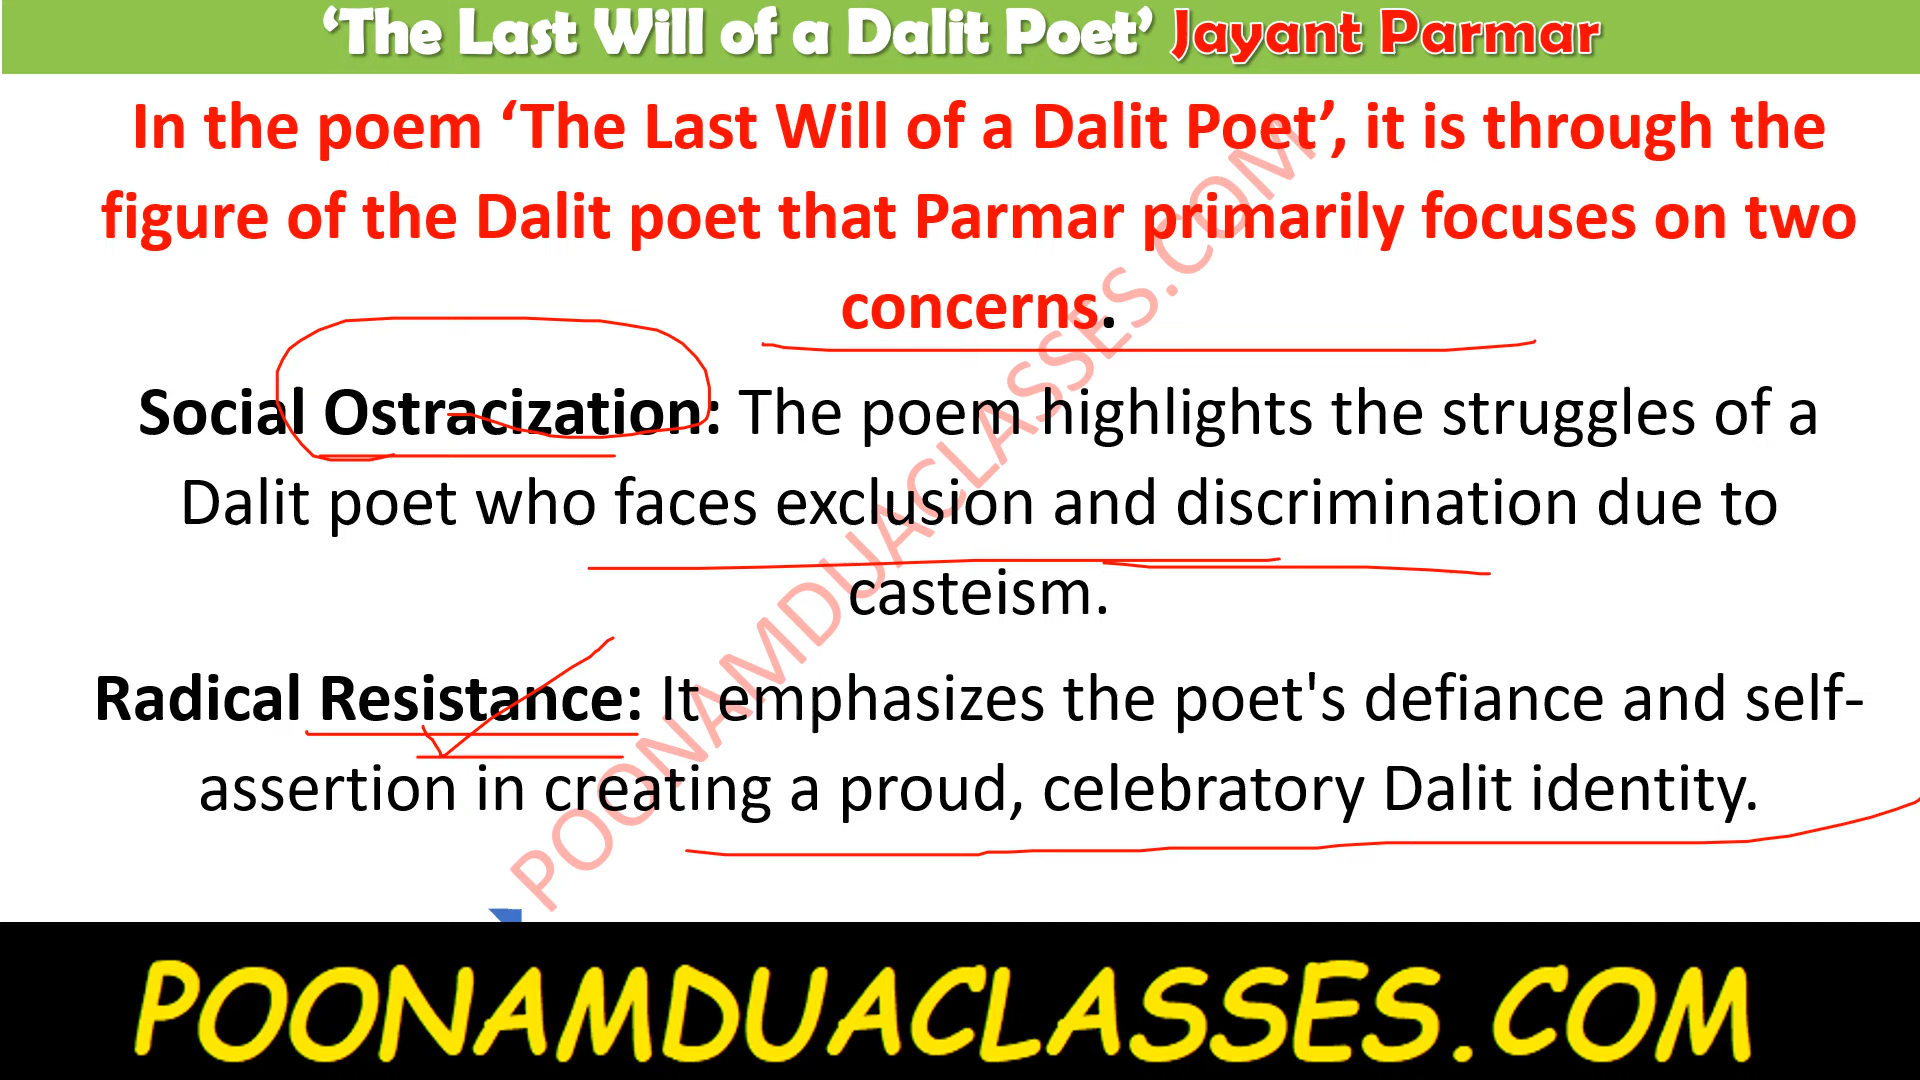 ‘The Last Will of a Dalit Poet’ Jayant Parmar
In the poem ‘The Last Will of a Dalit Poet’, it is through the
figure of the Dalit poet that Parmar primarily focuses on two
concerns.
Social Ostracization: The poem highlights the struggles of a
Dalit poet who faces exclusion and discrimination due to
casteism.
Radical Resistance: It emphasizes the poet's defiance and self-
assertion in creating a proud, celebratory Dalit identity.
POONAMDUACLASSES.COM
POONAMDUACLASSES.COM